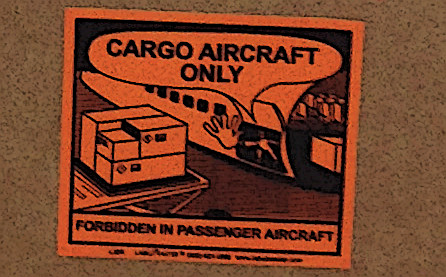 CARGO AIRCRAFT
ONLY
FORBIDDEN IN PASSENGER AIRCRAFT